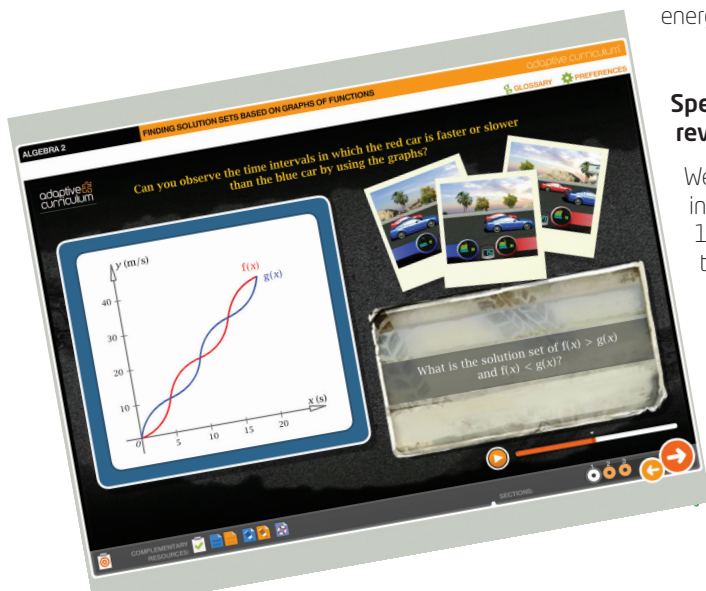 energ
Spe
rev
We
in
1
t
ALGEBRA 2
FINDING SOLUTION SETS BASED ON GRAPHS OF FUNCTIONS
adaptive curriculum
GLOSSARY
PREFERENCES
adaptive
curriculum
Can you observe the time intervals in which the red car is faster or slower
than the blue car by using the graphs?
y (m/s)
f(x)
g(x)
40
30
20
10
0
5
10
15
20
x (s)
What is the solution set of f(x) > g(x)
and f(x) < g(x)?
COMPLEMENTARY
RESOURCES:
SECTIONS:
1 2 3